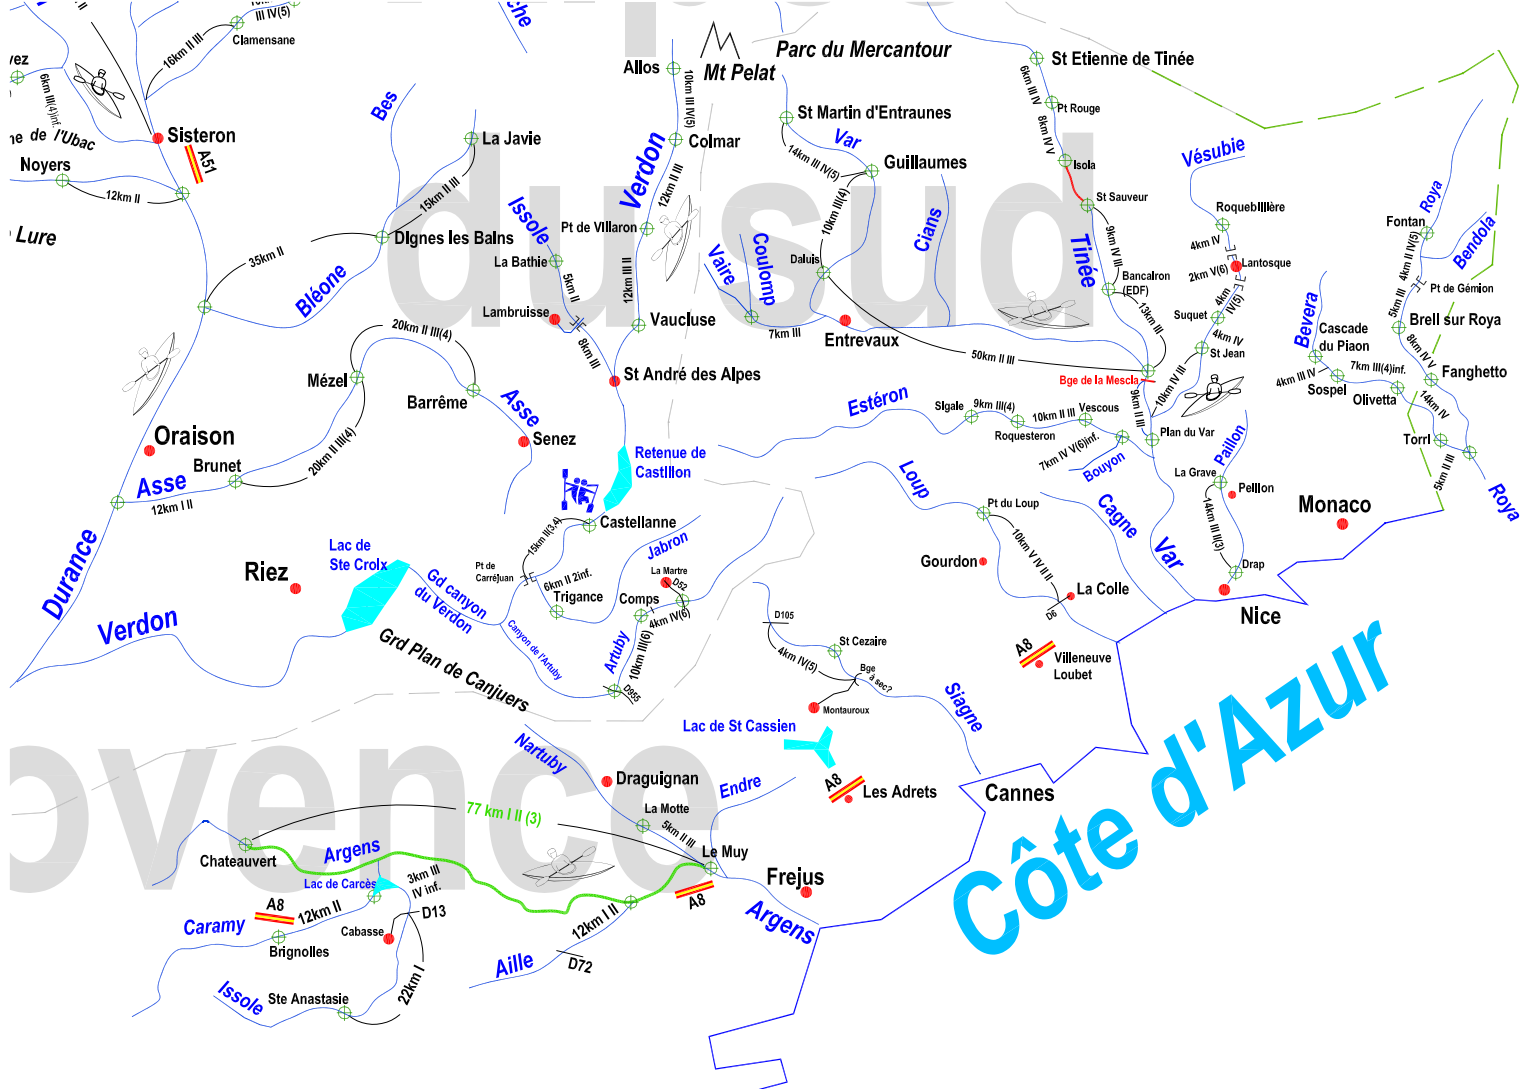 III IV(5)
Clamensane
16km II III
che
vez
6km III(4)inf.
ne de l'Ubac
Sisteron
A51
Noyers
12km II
Lure
35km II
Bes
La Javie
15km II III
DIgnes les BaIns
Bléone
20km II III(4)
Mézel
Barrême
Asse
Senez
20km II III(4)
Oraison
Brunet
Asse
12km I II
Durance
Riez
Verdon
Allos
10km III IV(5)
Mt Pelat
Parc du Mercantour
Colmar
Verdon
12km II III
Issole
Pt de VIllaron
La Bathie
5km II
12km III II
Lambruisse
8km III
Vaucluse
St André des Alpes
Retenue de
CastIllon
Castellanne
15km II(3,4)
Pt de
Carréjuan
6km II 2inf.
Trigance
Jabron
La Martre
D52
Comps
4km IV(6)
Artuby
10km III(6)
D955
Lac de
Ste CroIx
Gd canyon
du Verdon
Canyon de l'Artuby
Grd Plan de Canjuers
St Martin d'Entraunes
Var
14km III IV(5)
Guillaumes
10km III(4)
Cians
Daluis
Coulomp
Vaire
7km III
Entrevaux
50km II III
St Etienne de Tinée
6km III IV
Pt Rouge
8km IV V
Isola
St Sauveur
Tinée
9km IV III
Bancairon
(EDF)
13km III
Bge de la Mescla
9km II III
10km IV III
Plan du Var
Vésubie
RoquebIllIère
4km IV
Lantosque
2km V(6)
4km
IV(5)
Suquet
4km IV
St Jean
Estéron
SIgale
9km III(4)
Roquesteron
10km II III
Vescous
7km IV V(6)inf.
Bouyon
Paillon
La Grave
Peillon
14km III II(3)
Drap
Nice
Monaco
Roya
Fontan
Bendola
4km II IV(5)
Pt de Gémion
5km III
BreIl sur Roya
8km IV V
Fanghetto
14km IV
Bevera
Cascade
du Piaon
4km III IV
7km III(4)inf.
Sospel
Olivetta
TorrI
5km II III
Roya
Loup
Cagne
Var
Pt du Loup
Gourdon
10km V IV II II
La Colle
D6
A8
Villeneuve
Loubet
D105
St Cezaire
4km IV(5)
Bge
à sec?
Montauroux
Siagne
Lac de St Cassien
A8
Les Adrets
Cannes
Côte d'Azur
Nartuby
Draguignan
Endre
La Motte
5km II III
77 km I II (3)
Le Muy
A8
Frejus
Argens
Chateauvert
Argens
Lac de Carcès
3km III
IV inf.
D13
A8
12km II
Caramy
Brignolles
Cabasse
22km I
Issole
Ste Anastasie
12km I II
Aille
D72
du sud
ovence